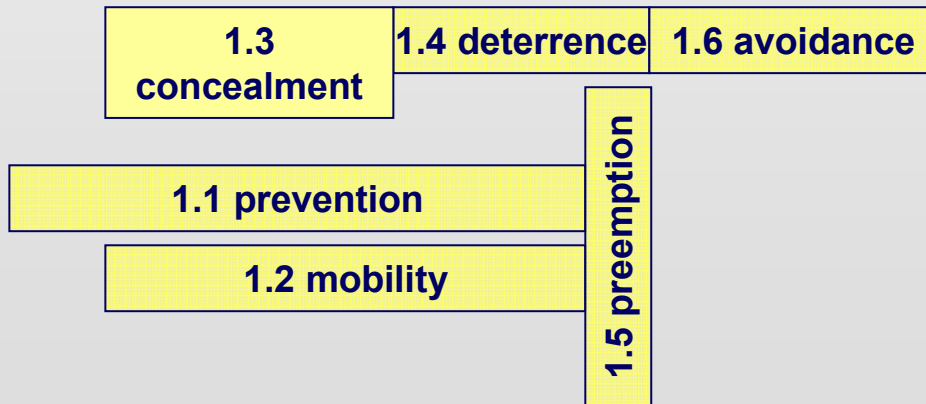 1.3
concealment
1.4 deterrence
1.6 avoidance
1.5 preemption
1.1 prevention
1.2 mobility